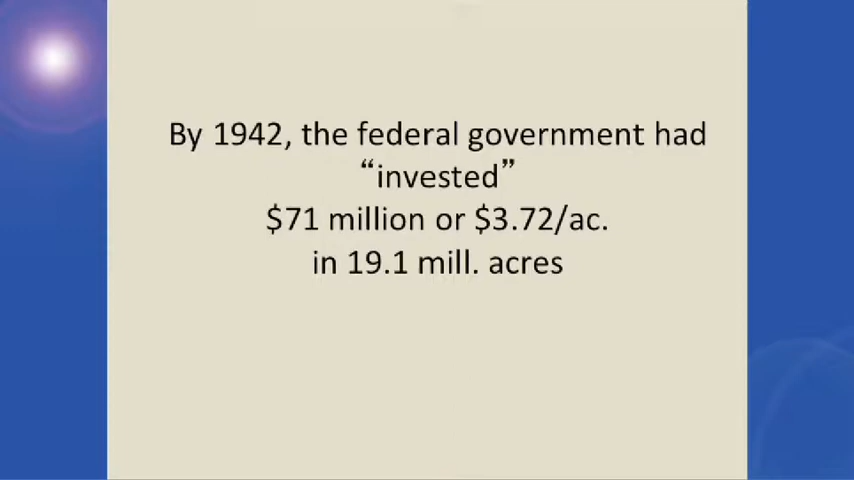 By 1942, the federal government had
“invested”
$71 million or $3.72/ac.
in 19.1 mill. acres